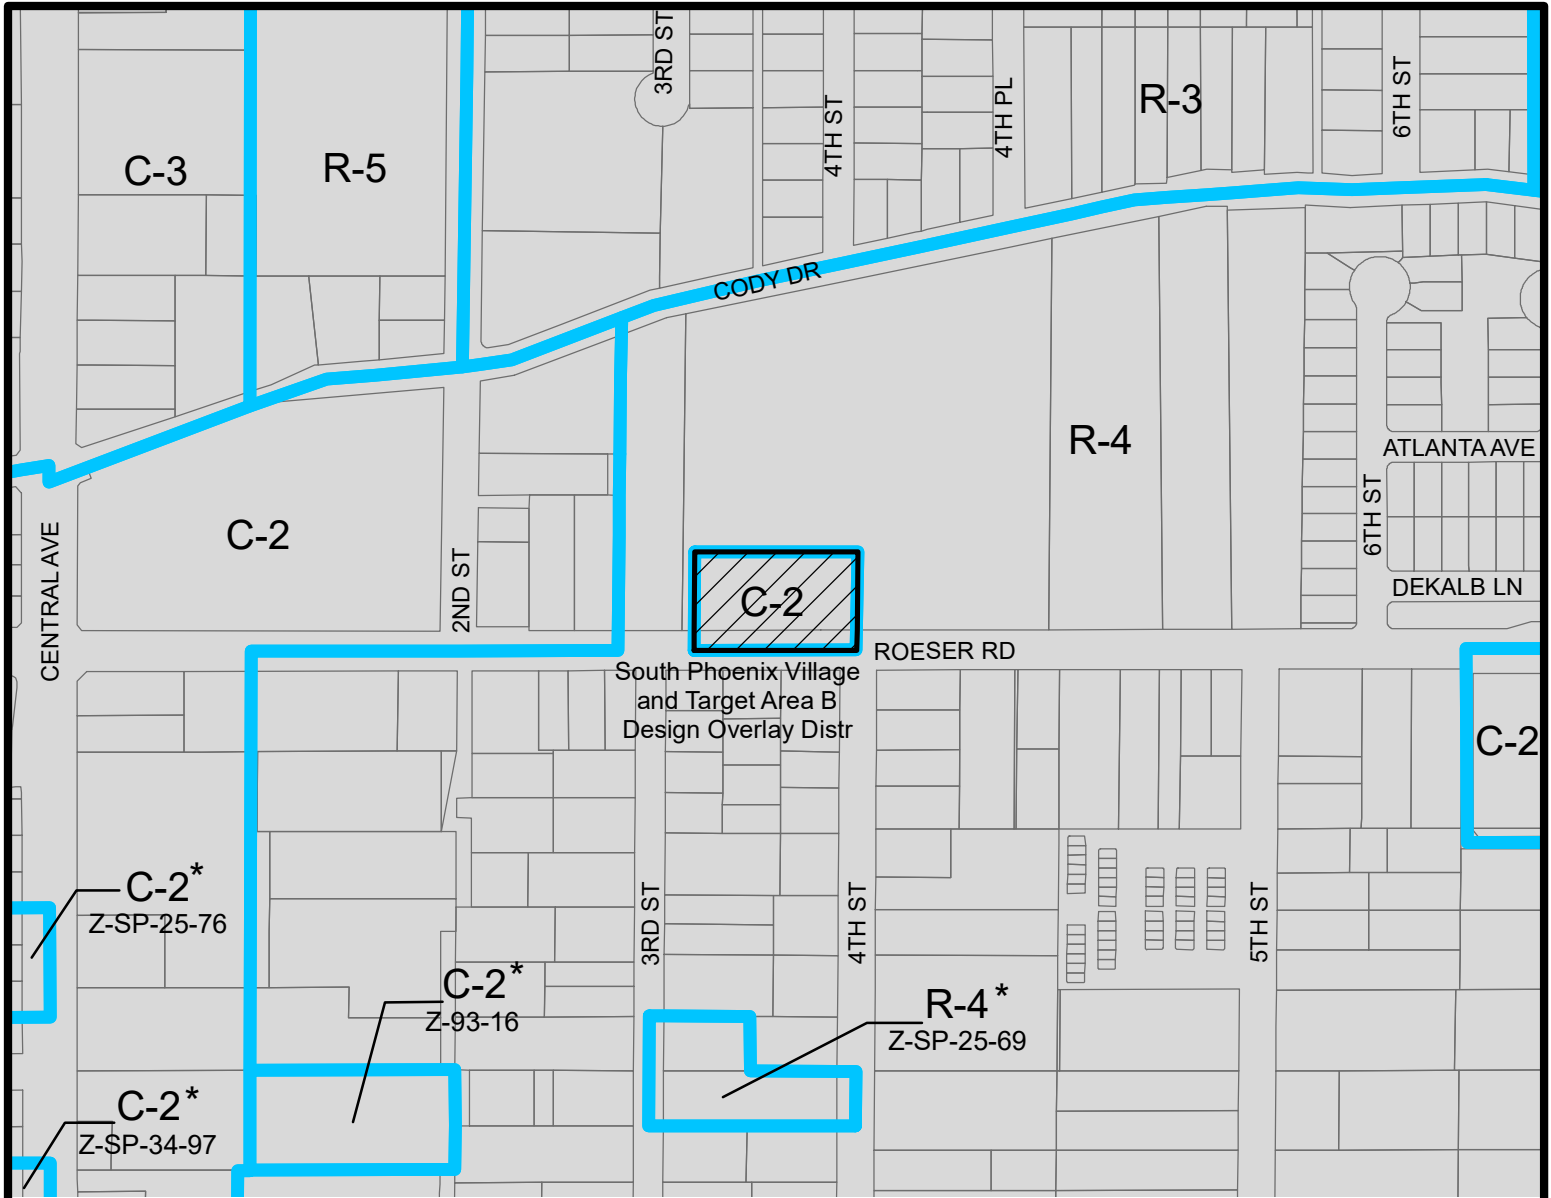 3RD ST
4TH ST
4TH PL
R-3
6TH ST
C-3
R-5
CODY DR
R-4
ATLANTA AVE
6TH ST
DEKALB LN
C-2
CENTRAL AVE
2ND ST
C-2
ROESER RD
South Phoenix Village
and Target Area B
Design Overlay Distr
C-2
C-2*
Z-SP-25-76
3RD ST
4TH ST
5TH ST
C-2*
Z-93-16
R-4*
Z-SP-25-69
C-2*
Z-SP-34-97